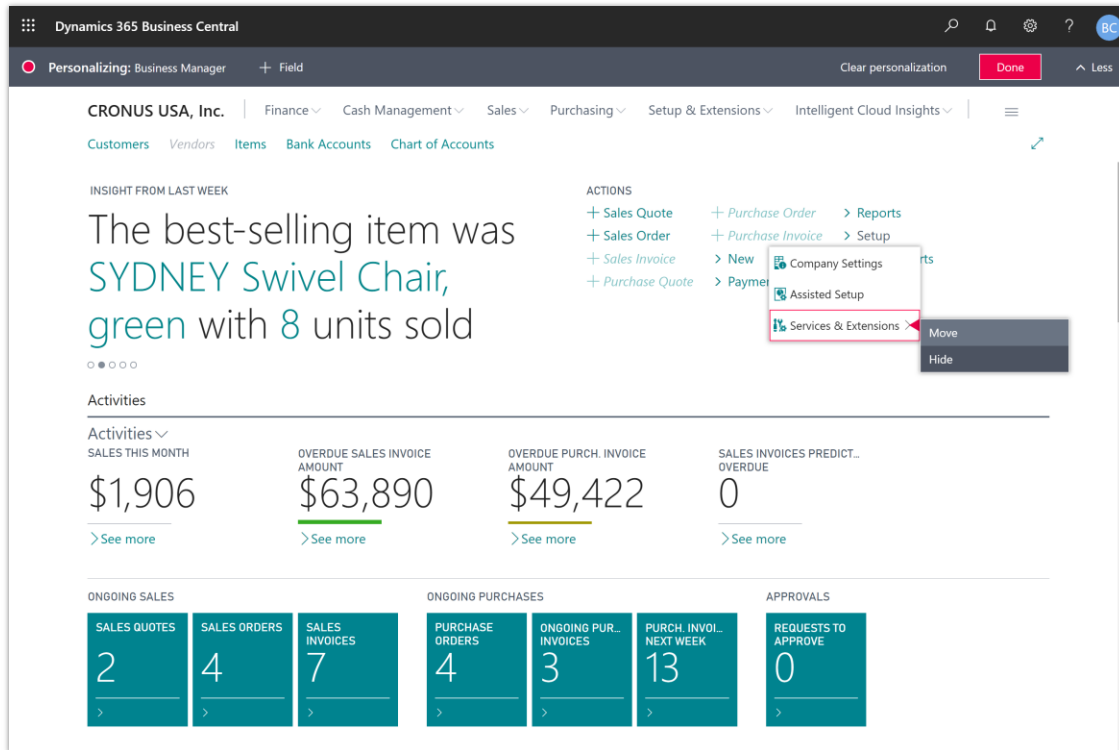 Dynamics 365 Business Central
?
BC
Personalizing: Business Manager
+ Field
Clear personalization
Done
Less
CRONUS USA, Inc.
Finance
Cash Management
Sales
Purchasing
Setup & Extensions
Intelligent Cloud Insights
Customers
Vendors
Items
Bank Accounts
Chart of Accounts
INSIGHT FROM LAST WEEK
The best-selling item was
SYDNEY Swivel Chair,
green with 8 units sold
ACTIONS
+ Sales Quote
+ Purchase Order
> Reports
+ Sales Order
+ Purchase Invoice
> Setup
+ Sales Invoice
> New
+ Purchase Quote
Company Settings
Assisted Setup
Services & Extensions
Move
Hide
Activities
Activities
SALES THIS MONTH
$1,906
>See more
OVERDUE SALES INVOICE
AMOUNT
$63,890
>See more
OVERDUE PURCH. INVOICE
AMOUNT
$49,422
>See more
SALES INVOICES PREDICT...
OVERDUE
0
>See more
ONGOING SALES
SALES QUOTES
2
>
SALES ORDERS
4
>
SALES
INVOICES
7
>
ONGOING PURCHASES
PURCHASE
ORDERS
4
>
ONGOING PUR...
INVOICES
3
>
PURCH. INVOI...
NEXT WEEK
13
>
APPROVALS
REQUESTS TO
APPROVE
0
>